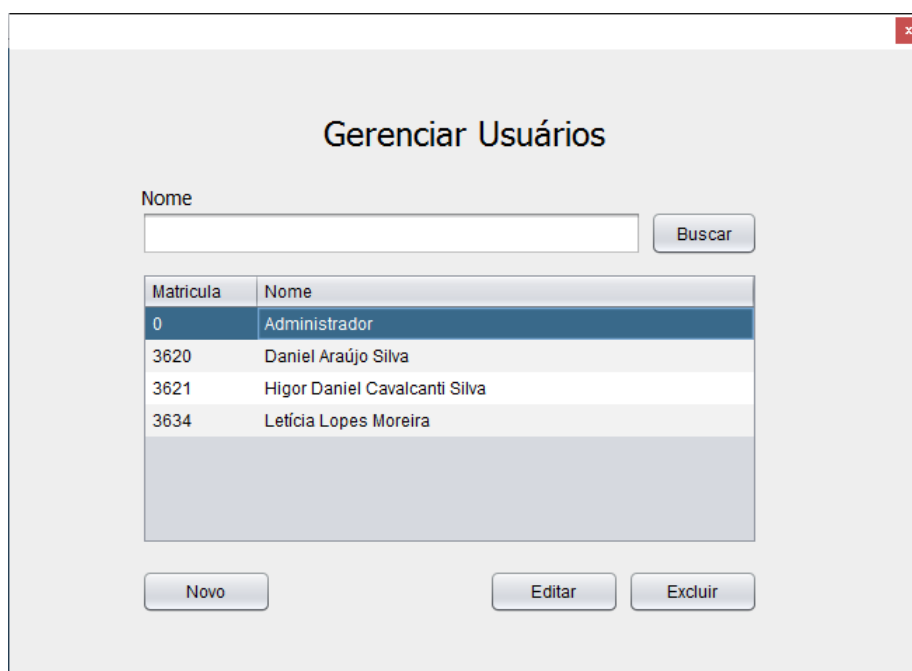 x
Gerenciar Usuários
Nome
Buscar
Matricula Nome
0 Administrador
3620 Daniel Araújo Silva
3621 Higor Daniel Cavalcanti Silva
3634 Letícia Lopes Moreira
Novo Editar Excluir